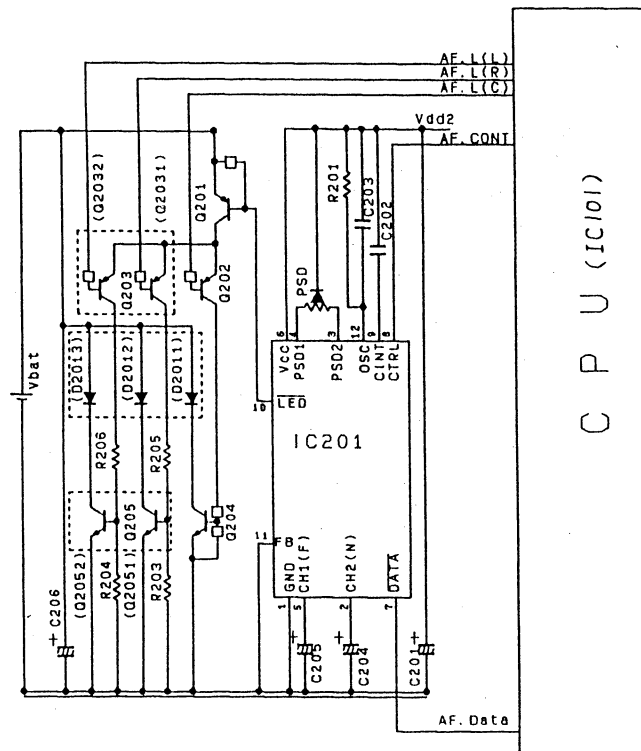 AF.L(L)
AF.L(R)
AF.L(C)
Vdd2
AF.CONT
(Q2032)
(Q2031)
Q201
R201
C203
C202
Q203
Q202
PSD
6
4
3
12
9
8
VCC
PSD1
PSD2
OSC
CINT
CTRL
Vbat
(D2013)
(D2012)
(D2011)
10
LED
IC201
CPU (IC101)
R206
R205
Q205
Q204
11
FB
(Q2052)
R204
(Q2051)
R203
GND
CH1(F)
CH2(N)
DATA
1
5
2
7
+
C206
+
C205
+
C204
C201
+
AF.Data